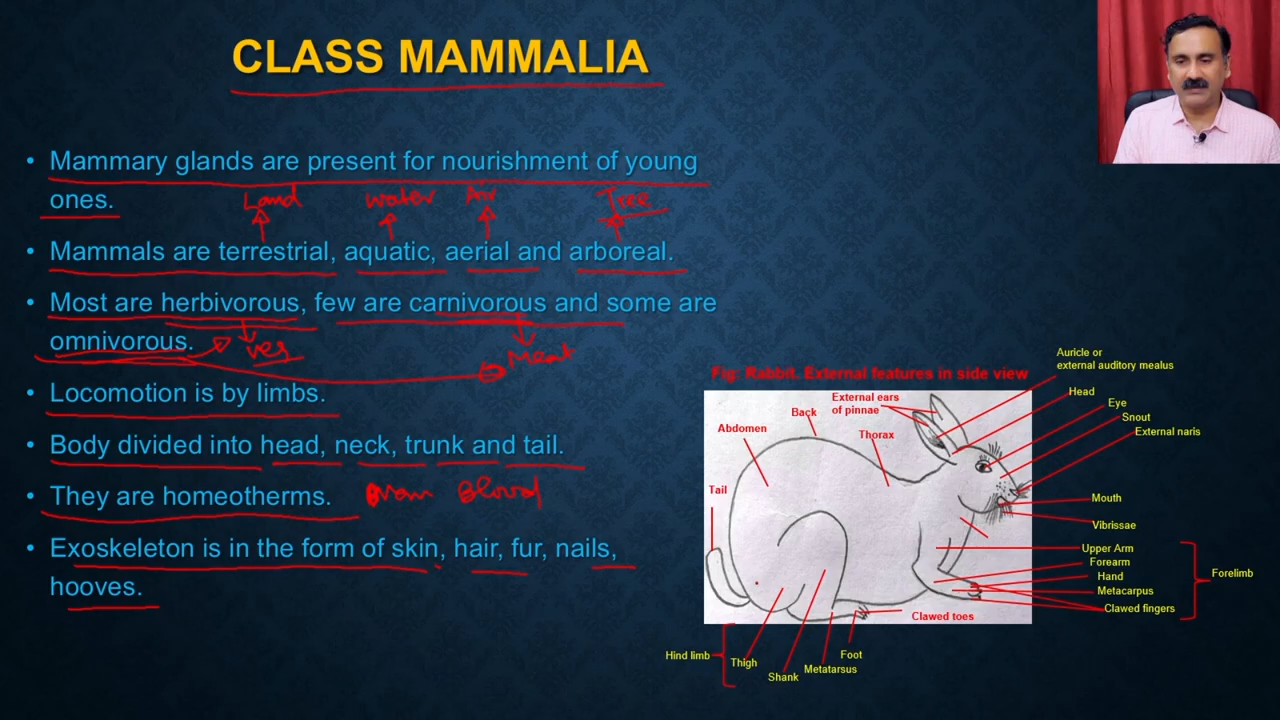 CLASS MAMMALIA
• Mammary glands are present for nourishment of young
ones.
Land Water Air Tree
• Mammals are terrestrial, aquatic, aerial and arboreal.
• Most are herbivorous, few are carnivorous and some are
omnivorous.
Veg
Meat
• Locomotion is by limbs.
• Body divided into head, neck, trunk and tail.
• They are homeotherms.
Blood
• Exoskeleton is in the form of skin, hair, fur, nails,
hooves.
Fig: Rabbit. External features in side view
Auricle or
external auditory mealus
Head
Eye
Snout
External naris
External ears
of pinnae
Back
Thorax
Abdomen
Tail
Mouth
Vibrissae
Upper Arm
Forearm
Hand
Metacarpus
Clawed fingers
Forelimb
Clawed toes
Hind limb
Thigh
Shank
Metatarsus
Foot